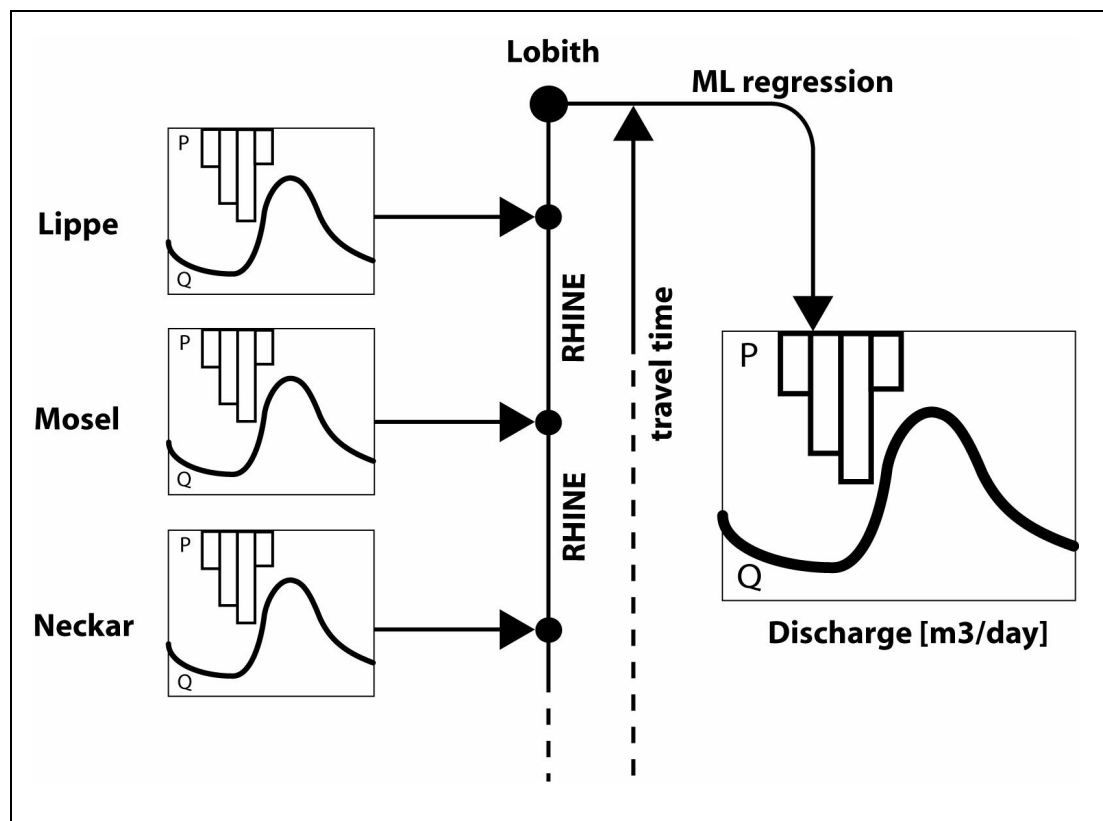 Lobith
ML regression
P
Lippe
Q
RHINE
travel time
P
Mosel
Q
RHINE
P
Q
Discharge [m3/day]
P
Neckar
Q